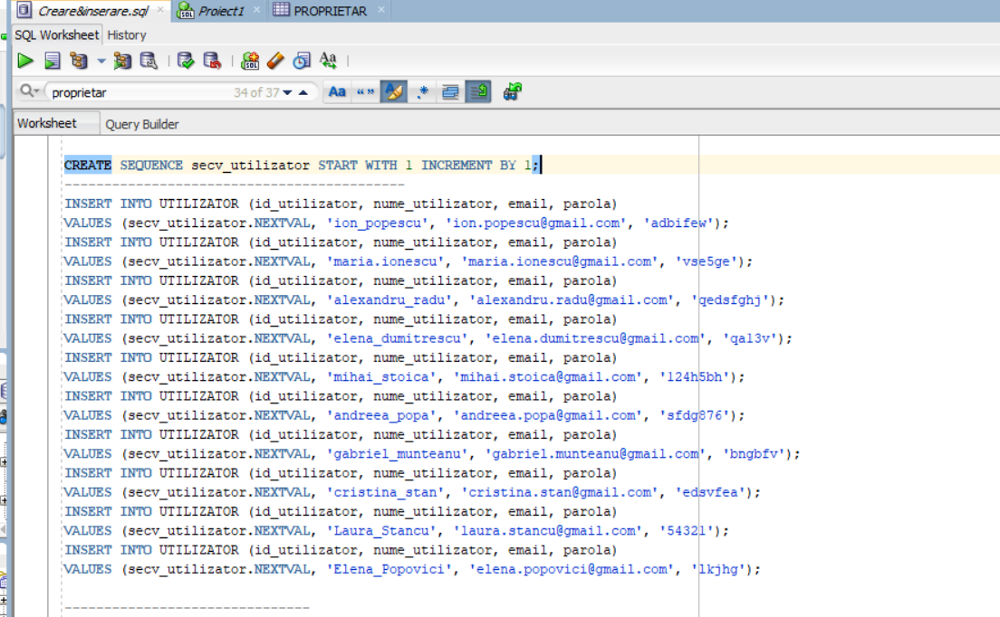 Creare&inserare.sql × Proiect1 × PROPRIETAR ×
SQL Worksheet History
Aa
proprietar 34 of 37 Aa “ ” .*
Worksheet Query Builder
CREATE SEQUENCE secv_utilizator START WITH 1 INCREMENT BY 1;
-------------------------------------------
INSERT INTO UTILIZATOR (id_utilizator, nume_utilizator, email, parola)
VALUES (secv_utilizator.NEXTVAL, 'ion_popescu', 'ion.popescu@gmail.com', 'adbifew');
INSERT INTO UTILIZATOR (id_utilizator, nume_utilizator, email, parola)
VALUES (secv_utilizator.NEXTVAL, 'maria.ionescu', 'maria.ionescu@gmail.com', 'vse5ge');
INSERT INTO UTILIZATOR (id_utilizator, nume_utilizator, email, parola)
VALUES (secv_utilizator.NEXTVAL, 'alexandru_radu', 'alexandru.radu@gmail.com', 'qedsfghj');
INSERT INTO UTILIZATOR (id_utilizator, nume_utilizator, email, parola)
VALUES (secv_utilizator.NEXTVAL, 'elena_dumitrescu', 'elena.dumitrescu@gmail.com', 'qa13v');
INSERT INTO UTILIZATOR (id_utilizator, nume_utilizator, email, parola)
VALUES (secv_utilizator.NEXTVAL, 'mihai_stoica', 'mihai.stoica@gmail.com', '124h5bh');
INSERT INTO UTILIZATOR (id_utilizator, nume_utilizator, email, parola)
VALUES (secv_utilizator.NEXTVAL, 'andreea_popa', 'andreea.popa@gmail.com', 'sfdg876');
INSERT INTO UTILIZATOR (id_utilizator, nume_utilizator, email, parola)
VALUES (secv_utilizator.NEXTVAL, 'gabriel_munteanu', 'gabriel.munteanu@gmail.com', 'bngbfv');
INSERT INTO UTILIZATOR (id_utilizator, nume_utilizator, email, parola)
VALUES (secv_utilizator.NEXTVAL, 'cristina_stan', 'cristina.stan@gmail.com', 'edsvfea');
INSERT INTO UTILIZATOR (id_utilizator, nume_utilizator, email, parola)
VALUES (secv_utilizator.NEXTVAL, 'Laura_Stancu', 'laura.stancu@gmail.com', '54321');
INSERT INTO UTILIZATOR (id_utilizator, nume_utilizator, email, parola)
VALUES (secv_utilizator.NEXTVAL, 'Elena_Popovici', 'elena.popovici@gmail.com', 'lkjhg');
-------------------------------